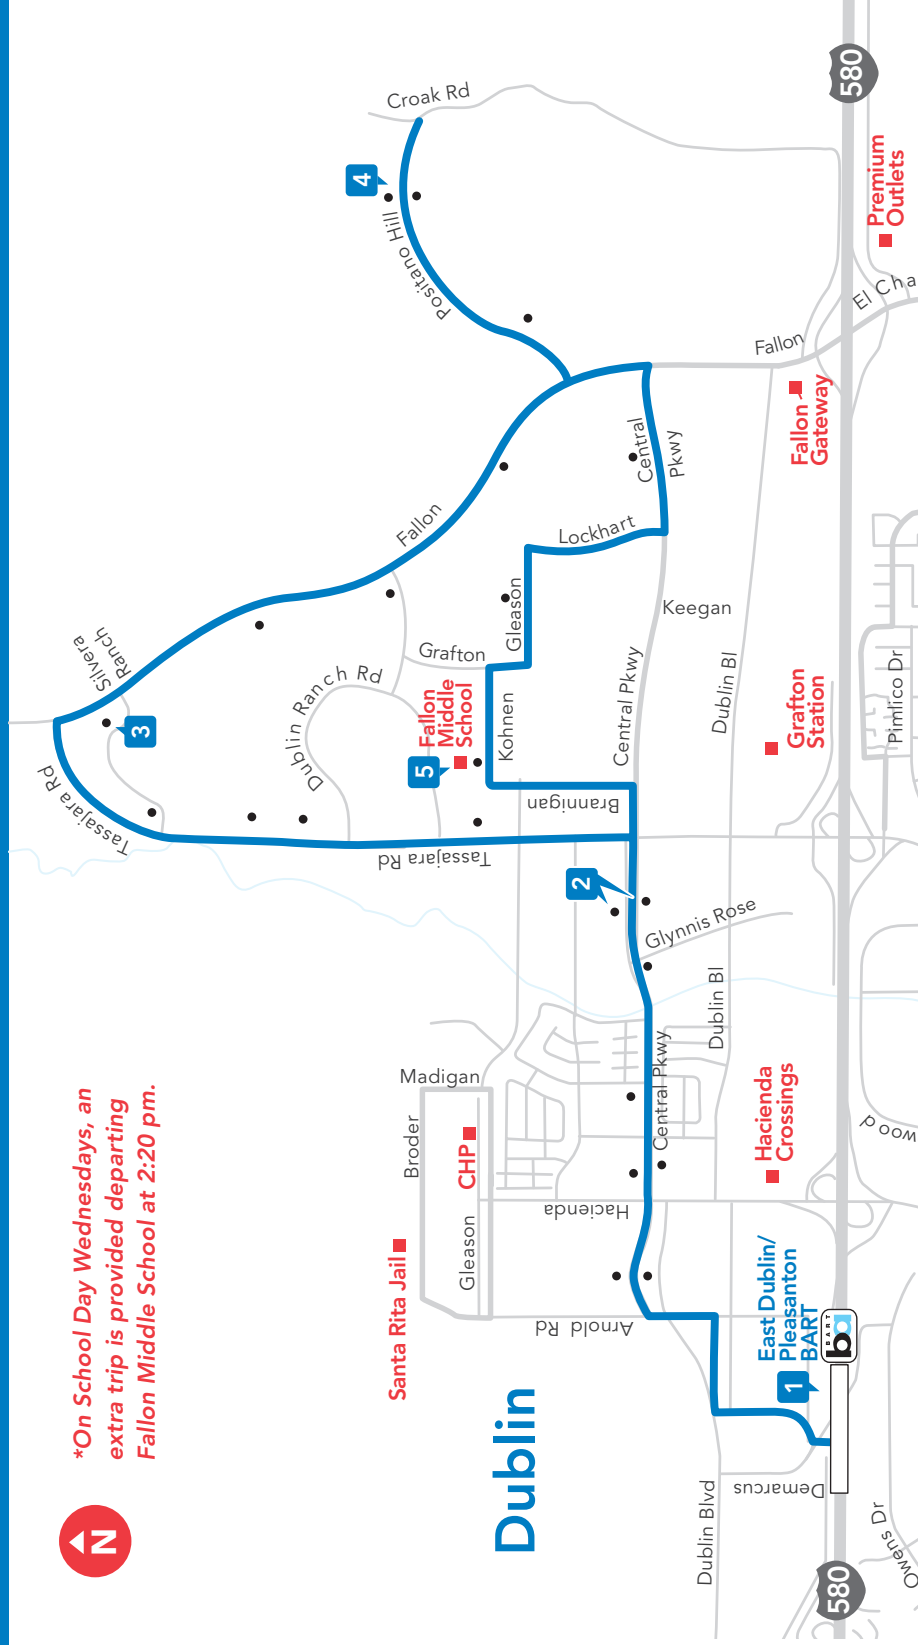 *On School Day Wednesdays, an
extra trip is provided departing
Fallon Middle School at 2:20 pm.
N
Dublin
Tassajara Rd
Silvera
Ranch
3
Dublin Ranch Rd
Fallon
Positano Hill
4
Croak Rd
Santa Rita Jail
Broder
Madigan
Gleason
CHP
Tassajara Rd
5
Fallon
Middle
School
Grafton
Kohnen
Gleason
Lockhart
Central
Pkwy
Arnold Rd
Hacienda
2
Brannigan
Glynnis Rose
Central Pkwy
Central Pkwy
Keegan
Fallon
Dublin Blvd
Dublin Bl
Dublin Bl
Demarcus
1
East Dublin/
Pleasanton
BART
BART
ba
Hacienda
Crossings
Grafton
Station
Fallon
Gateway
Premium
Outlets
El Cha
580
580
Owens Dr
wood
Pimlico Dr